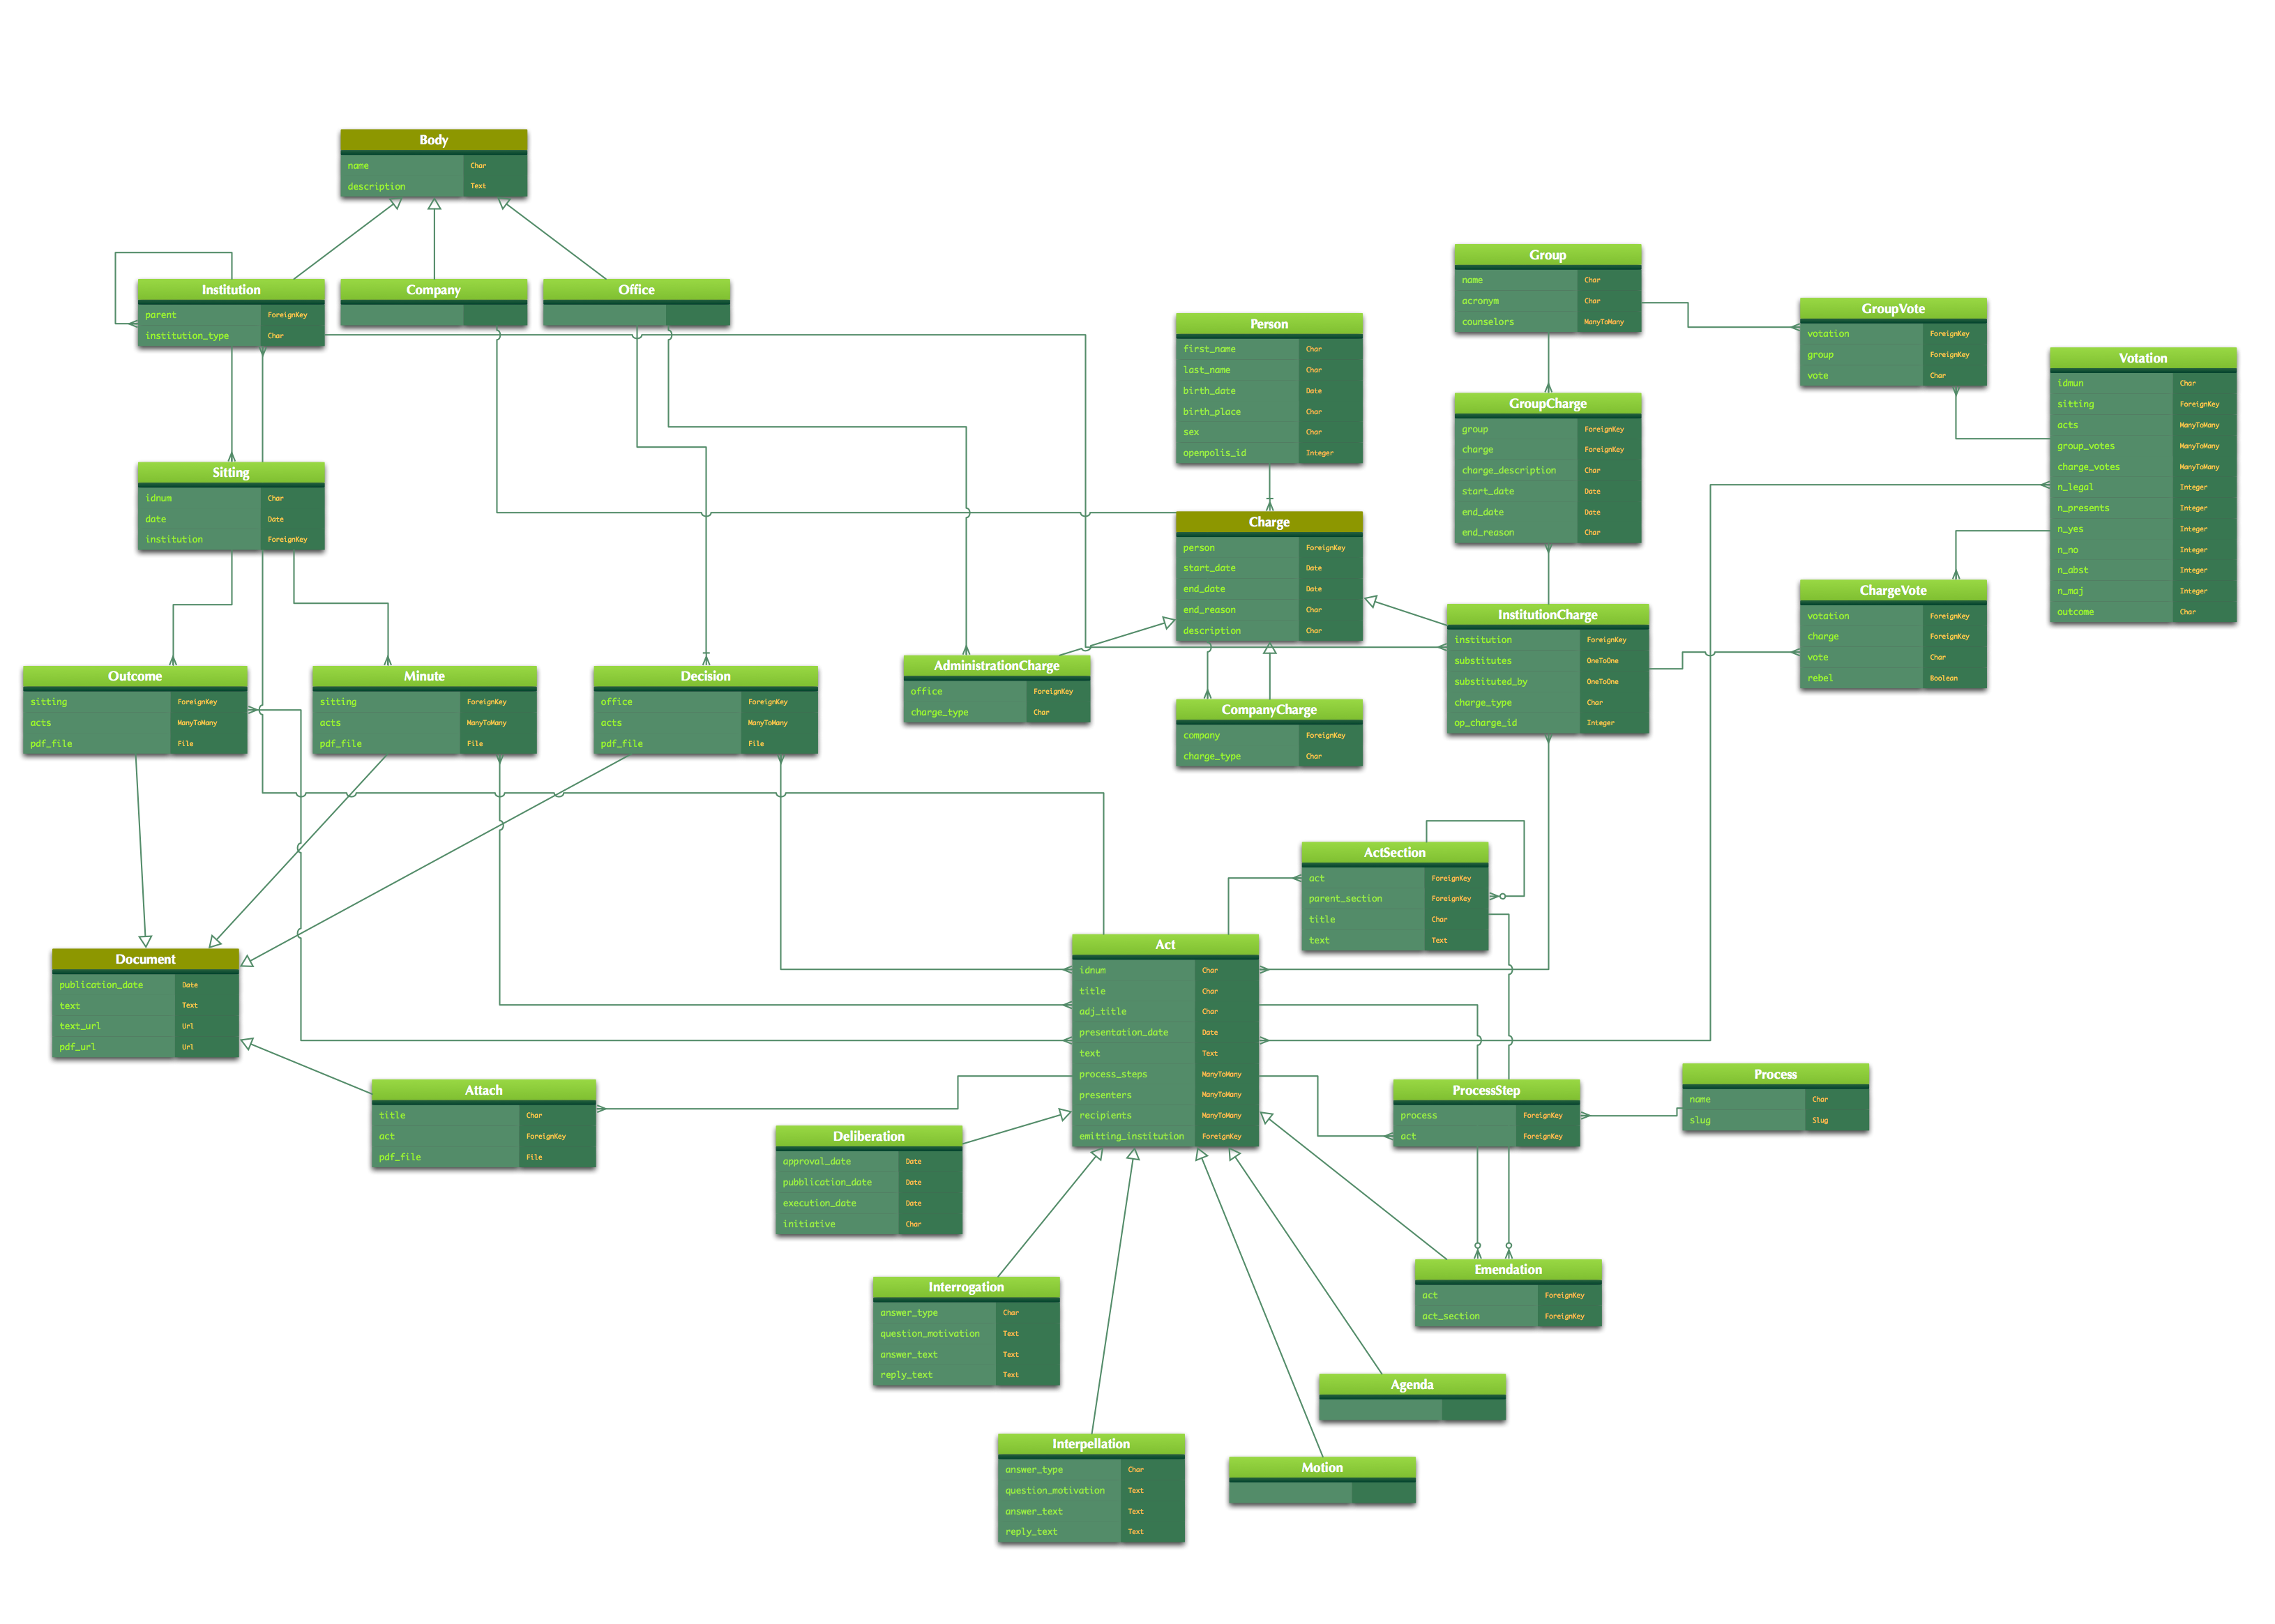 Body
name Char
description Text
Institution
parent ForeignKey
institution_type Char
Company
Office
Person
first_name Char
last_name Char
birth_date Date
birth_place Char
sex Char
openpolis_id Integer
Group
name Char
acronym Char
counselors ManyToMany
GroupVote
votation ForeignKey
group ForeignKey
vote Char
Votation
idmun Char
sitting ForeignKey
acts ManyToMany
group_votes ManyToMany
charge_votes ManyToMany
n_legal Integer
n_presents Integer
n_yes Integer
n_no Integer
n_abst Integer
n_maj Integer
outcome Char
GroupCharge
group ForeignKey
charge ForeignKey
charge_description Char
start_date Date
end_date Date
end_reason Char
Sitting
idnum Char
date Date
institution ForeignKey
Charge
person ForeignKey
start_date Date
end_date Date
end_reason Char
description Char
ChargeVote
votation ForeignKey
charge ForeignKey
vote Char
rebel Boolean
InstitutionCharge
institution ForeignKey
substitutes OneToOne
substituted_by OneToOne
charge_type Char
op_charge_id Integer
Outcome
sitting ForeignKey
acts ManyToMany
pdf_file File
Minute
sitting ForeignKey
acts ManyToMany
pdf_file File
Decision
office ForeignKey
acts ManyToMany
pdf_file File
AdministrationCharge
office ForeignKey
charge_type Char
CompanyCharge
company ForeignKey
charge_type Char
ActSection
act ForeignKey
parent_section ForeignKey
title Char
text Text
Document
publication_date Date
text Text
text_url Url
pdf_url Url
Act
idnum Char
title Char
adj_title Char
presentation_date Date
text Text
process_steps ManyToMany
presenters ManyToMany
recipients ManyToMany
emitting_institution ForeignKey
Attach
title Char
act ForeignKey
pdf_file File
ProcessStep
process ForeignKey
act ForeignKey
Process
name Char
slug Slug
Deliberation
approval_date Date
pubblication_date Date
execution_date Date
initiative Char
Interrogation
answer_type Char
question_motivation Text
answer_text Text
reply_text Text
Emendation
act ForeignKey
act_section ForeignKey
Agenda
Interpellation
answer_type Char
question_motivation Text
answer_text Text
reply_text Text
Motion